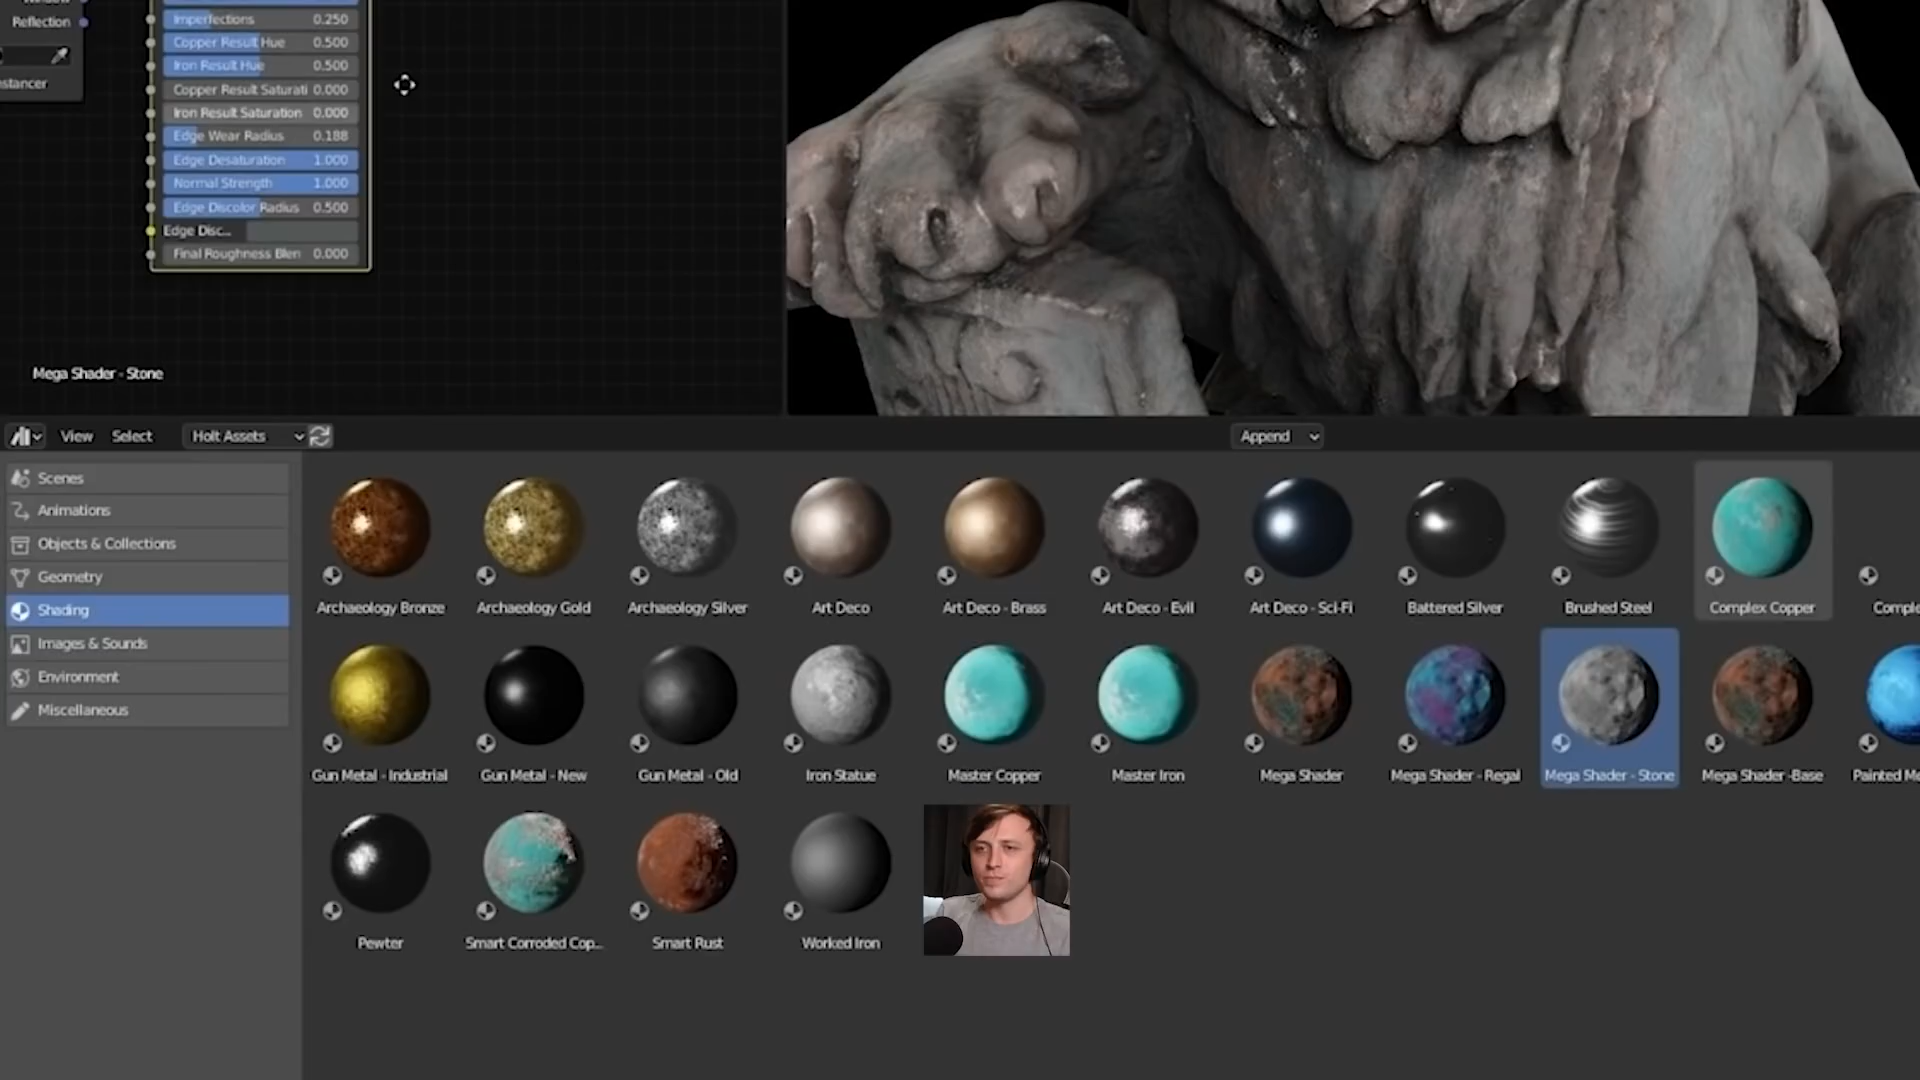 Reflection
Imperfections 0.250
Copper Result Hue 0.500
Iron Result Hue 0.500
Copper Result Saturati 0.000
Iron Result Saturation 0.000
Edge Wear Radius 0.188
Edge Desaturation 1.000
Normal Strength 1.000
Edge Discolor Radius 0.500
Edge Disc...
Final Roughness Blen 0.000
Mega Shader - Stone
View Select Holt Assets Append
Scenes
Animations
Objects & Collections
Geometry
Shading
Images & Sounds
Environment
Miscellaneous
Archaeology Bronze Archaeology Gold Archaeology Silver Art Deco Art Deco - Brass Art Deco - Evil Art Deco - Sci-Fi Battered Silver Brushed Steel Complex Copper Comple
Gun Metal - Industrial Gun Metal - New Gun Metal - Old Iron Statue Master Copper Master Iron Mega Shader Mega Shader - Regal Mega Shader - Stone Mega Shader -Base Painted Me
Pewter Smart Corroded Cop... Smart Rust Worked Iron